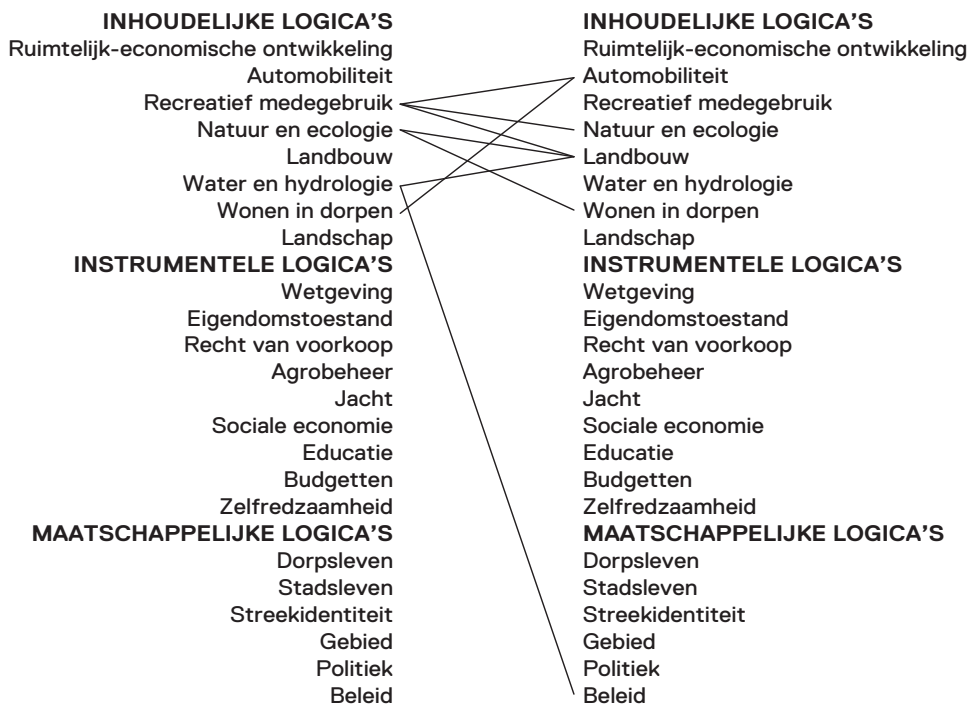 INHOUDELIJKE LOGICA'S
Ruimtelijk-economische ontwikkeling
Automobiliteit
Recreatief medegebruik
Natuur en ecologie
Landbouw
Water en hydrologie
Wonen in dorpen
Landschap
INSTRUMENTELE LOGICA'S
Wetgeving
Eigendomstoestand
Recht van voorkoop
Agrobeheer
Jacht
Sociale economie
Educatie
Budgetten
Zelfredzaamheid
MAATSCHAPPELIJKE LOGICA'S
Dorpsleven
Stadsleven
Streekidentiteit
Gebied
Politiek
Beleid
INHOUDELIJKE LOGICA'S
Ruimtelijk-economische ontwikkeling
Automobiliteit
Recreatief medegebruik
Natuur en ecologie
Landbouw
Water en hydrologie
Wonen in dorpen
Landschap
INSTRUMENTELE LOGICA'S
Wetgeving
Eigendomstoestand
Recht van voorkoop
Agrobeheer
Jacht
Sociale economie
Educatie
Budgetten
Zelfredzaamheid
MAATSCHAPPELIJKE LOGICA'S
Dorpsleven
Stadsleven
Streekidentiteit
Gebied
Politiek
Beleid